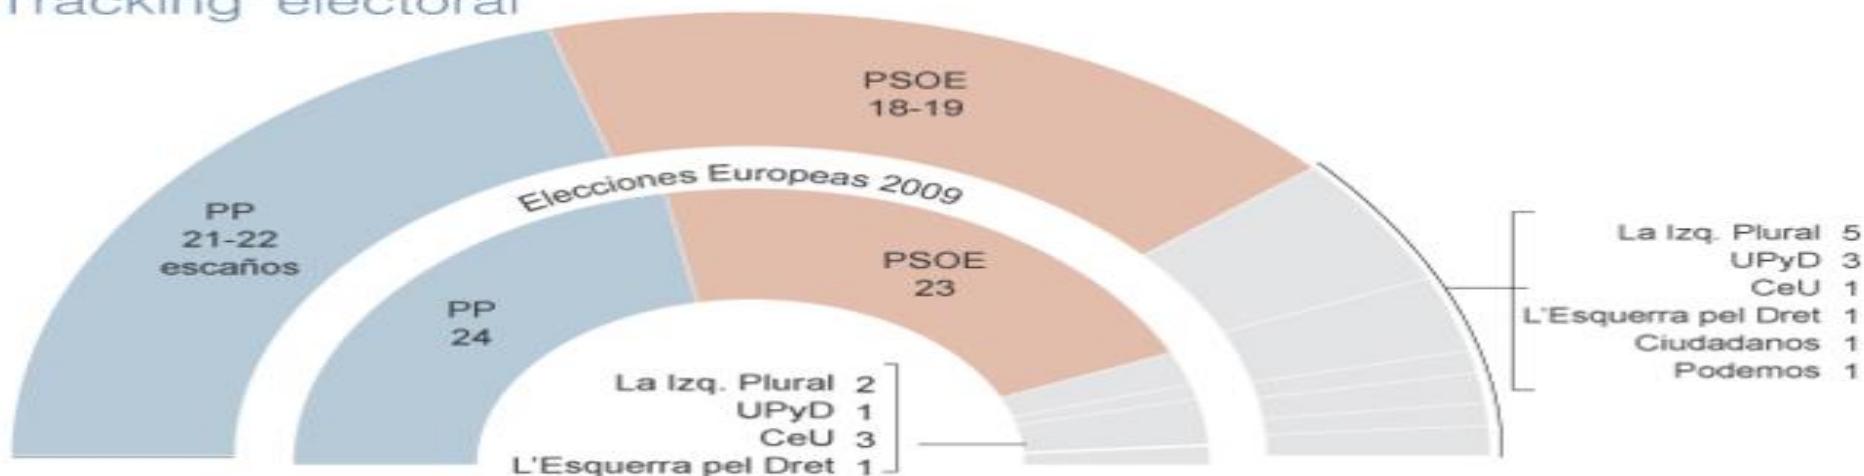 Tracking electoral
PSOE
18-19
Elecciones Europeas 2009
PP
21-22
escaños
PSOE
23
PP
24
La Izq. Plural 5
UPyD 3
CeU 1
L'Esquerra pel Dret 1
Ciudadanos 1
Podemos 1
La Izq. Plural 2
UPyD 1
CeU 3
L'Esquerra pel Dret 1